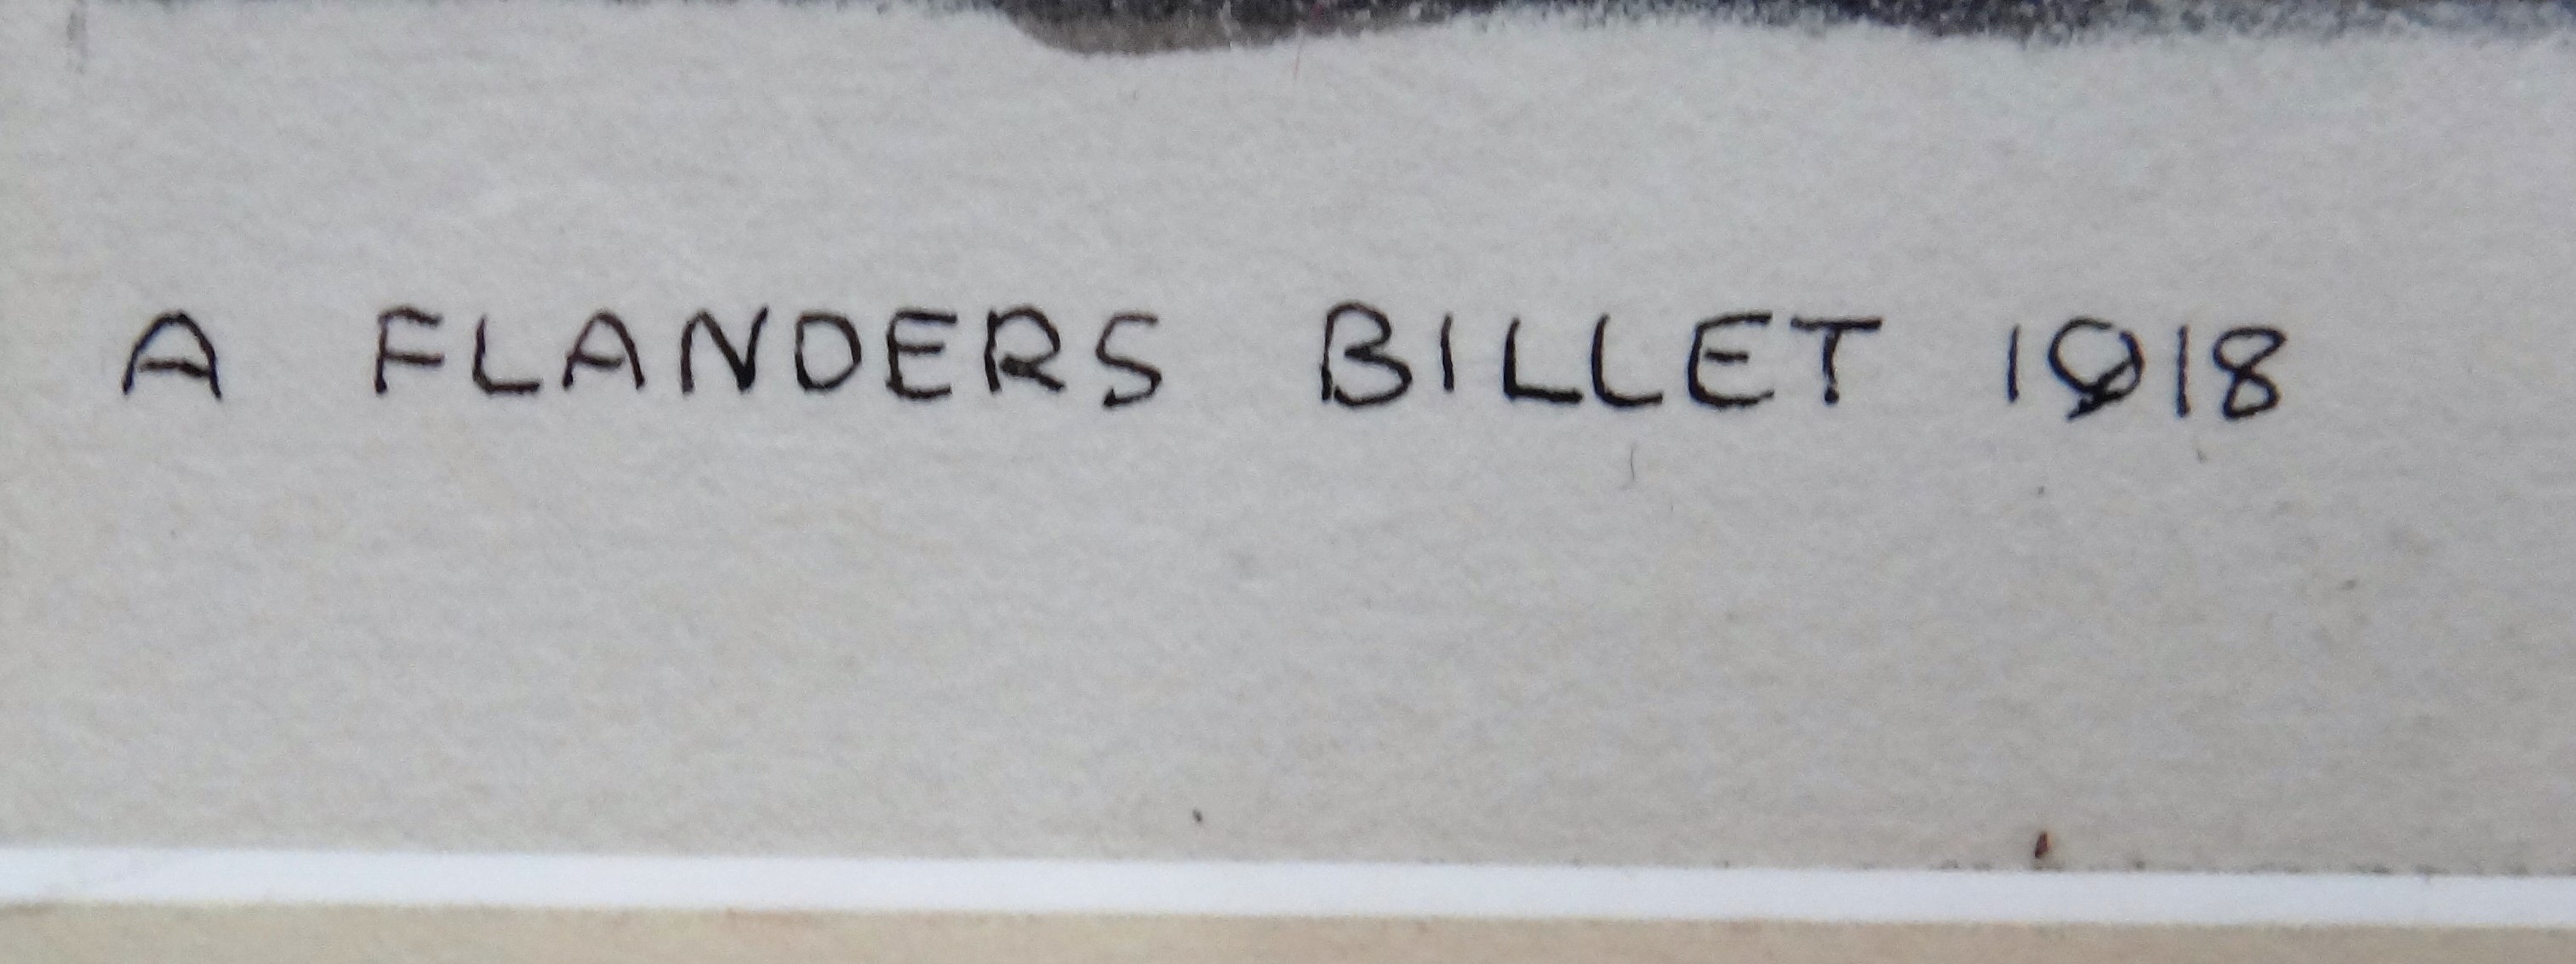 A FLANDERS BILLET 1918